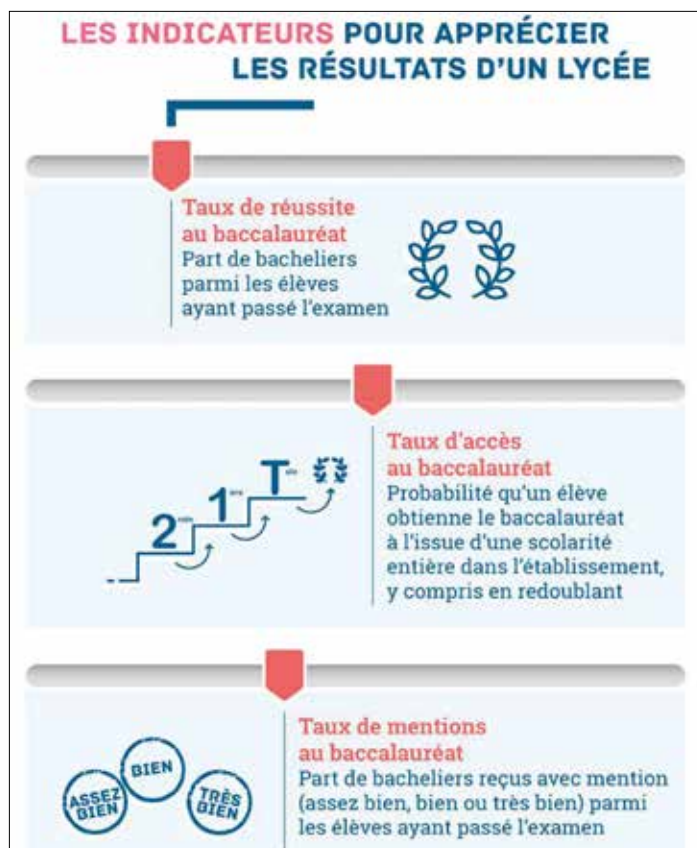 LES INDICATEURS POUR APPRÉCIER
LES RÉSULTATS D'UN LYCÉE
Taux de réussite
au baccalauréat
Part de bacheliers
parmi les élèves
ayant passé l'examen
2nde
1ère
Tale
Taux d'accès
au baccalauréat
Probabilité qu'un élève
obtienne le baccalauréat
à l'issue d'une scolarité
entière dans l'établissement,
y compris en redoublant
ASSEZ
BIEN
BIEN
TRÈS
BIEN
Taux de mentions
au baccalauréat
Part de bacheliers reçus avec mention
(assez bien, bien ou très bien) parmi
les élèves ayant passé l'examen